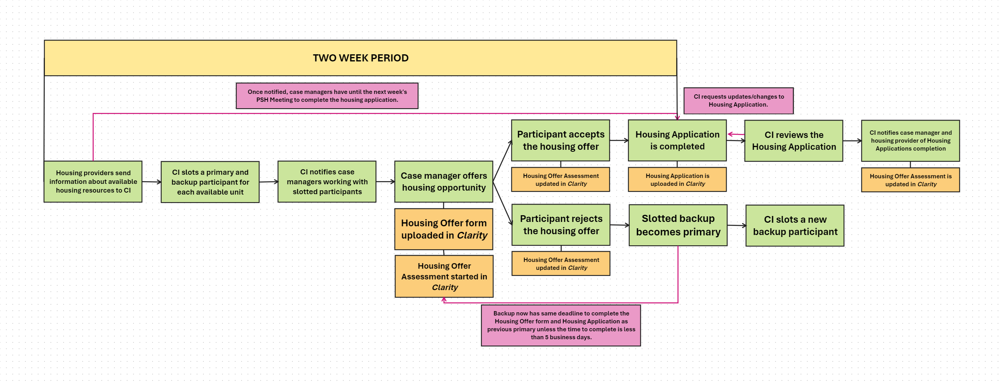 TWO WEEK PERIOD
Once notified, case managers have until the next week's
PSH Meeting to complete the housing application.
CI requests updates/changes to
Housing Application.
Housing providers send
information about available
housing resources to CI
CI slots a primary and
backup participant for
each available unit
CI notifies case
managers working with
slotted participants
Case manager offers
housing opportunity
Housing Offer form
uploaded in Clarity
Housing Offer
Assessment started in
Clarity
Participant accepts
the housing offer
Housing Offer Assessment
updated in Clarity
Housing Application
is completed
Housing Application is
uploaded in Clarity
CI reviews the
Housing Application
CI notifies case manager and
housing provider of Housing
Applications completion
Housing Offer Assessment is
updated in Clarity
Participant rejects
the housing offer
Housing Offer Assessment
updated in Clarity
Slotted backup
becomes primary
CI slots a new
backup participant
Backup now has same deadline to complete the
Housing Offer form and Housing Application as
previous primary unless the time to complete is less
than 5 business days.